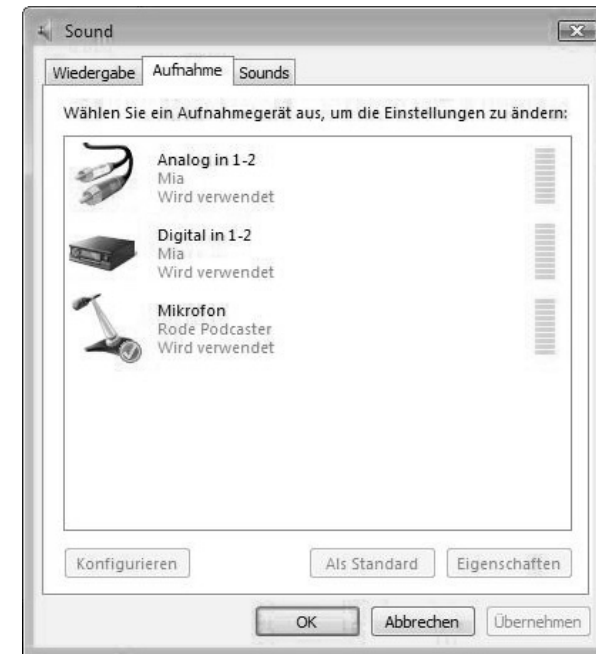 Sound
Wiedergabe Aufnahme Sounds
Wählen Sie ein Aufnahmegerät aus, um die Einstellungen zu ändern:
Analog in 1-2
Mia
Wird verwendet
Digital in 1-2
Mia
Wird verwendet
Mikrofon
Rode Podcaster
Wird verwendet
Konfigurieren Als Standard Eigenschaften
OK Abbrechen Übernehmen